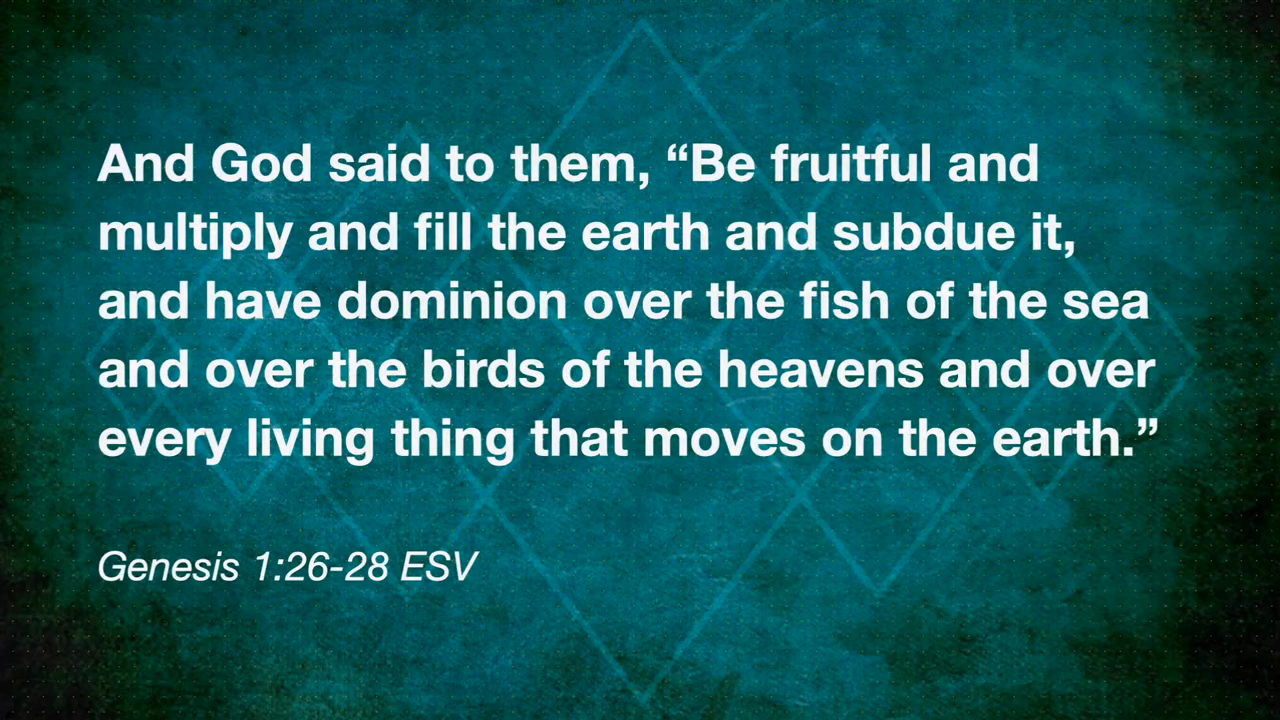 And God said to them, “Be fruitful and
multiply and fill the earth and subdue it,
and have dominion over the fish of the sea
and over the birds of the heavens and over
every living thing that moves on the earth.”
Genesis 1:26-28 ESV